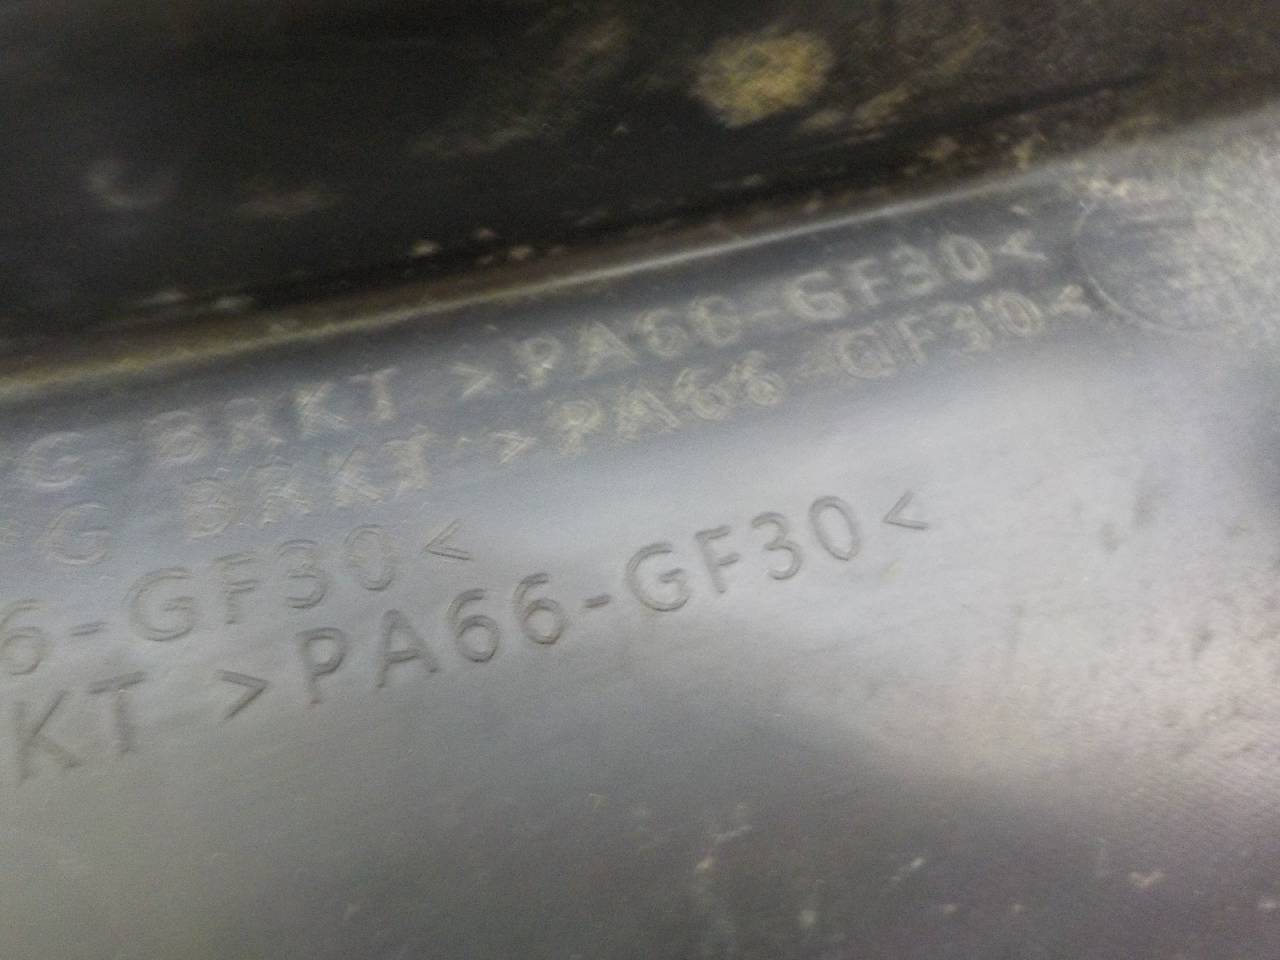 G BRKT >PA66-GF30<
G BRKT >PA66-GF30<
6-GF30<
KT >PA66-GF30<